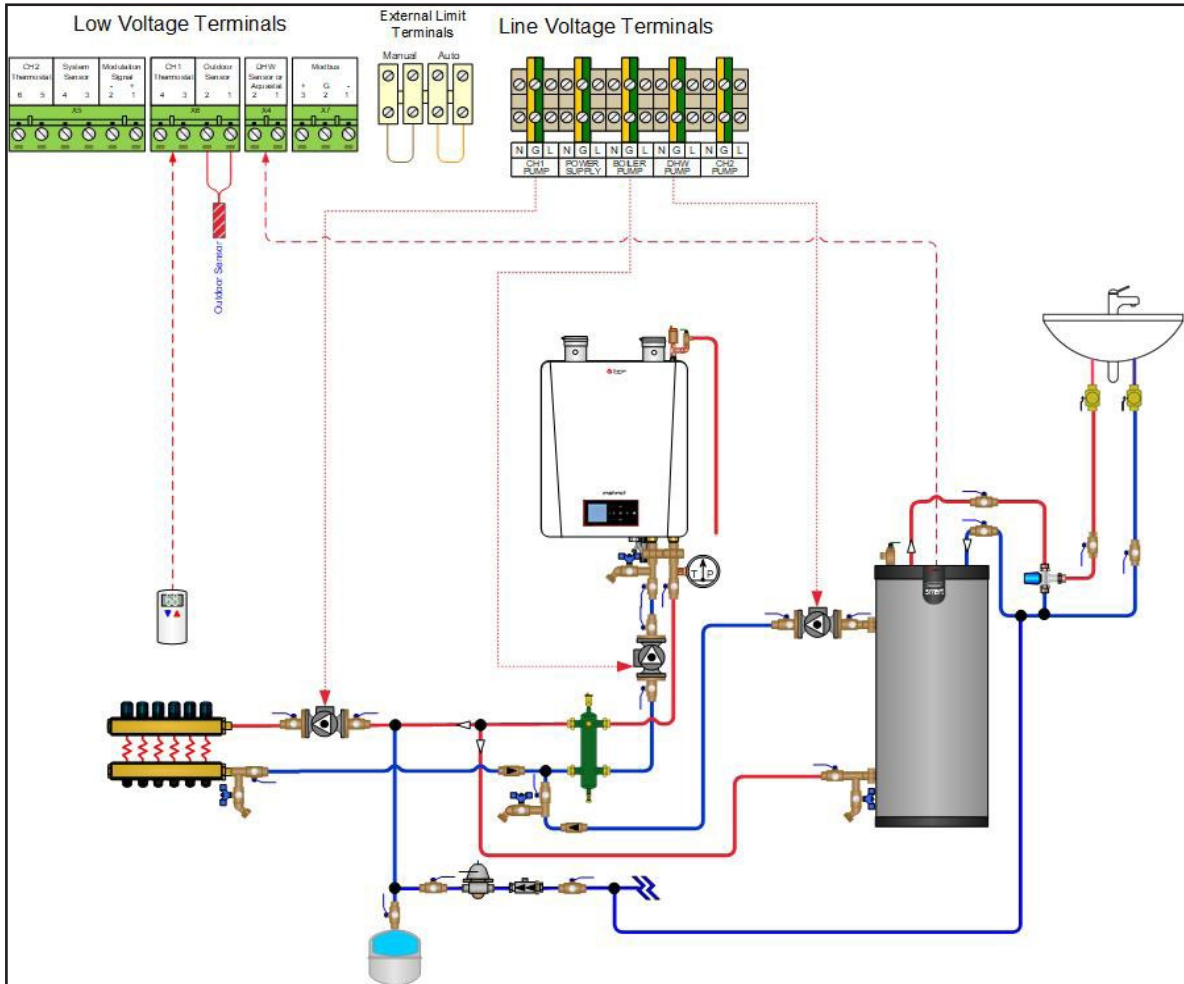 Low Voltage Terminals
External Limit
Terminals
Line Voltage Terminals
Manual Auto
CH2
Thermostat
6 5
System
Sensor
4 3
Modulation
Signal
- +
2 1
X5
CH1
Thermostat
4 3
Outdoor
Sensor
2 1
X6
DHW
Sensor or
Aquastat
2 1
X4
Modbus
+ G -
3 2 1
X7
N G L N G L N G L N G L N G L
CH1
PUMP
POWER
SUPPLY
BOILER
PUMP
DHW
PUMP
CH2
PUMP
Outdoor Sensor
T P
smart